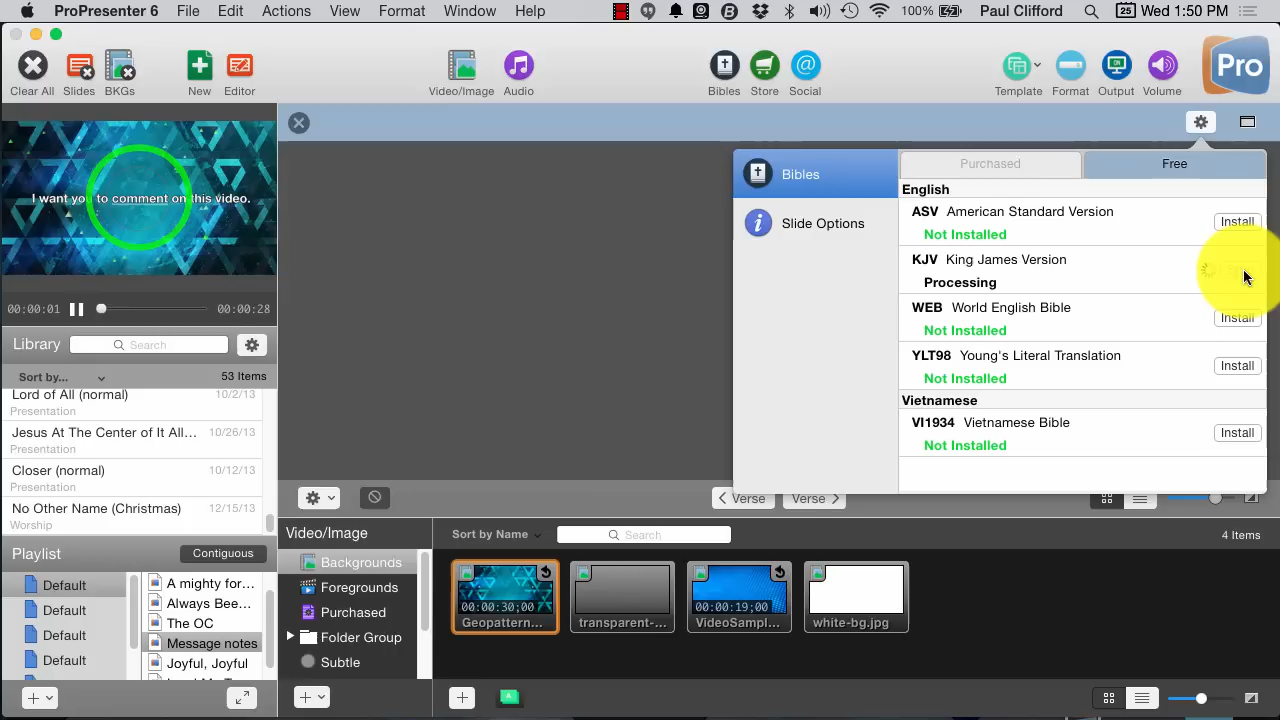 ProPresenter 6 File Edit Actions View Format Window Help 100% 25 Wed 1:50 PM Paul Clifford
Clear All Slides BKGs New Editor Video/Image Audio Bibles Store Social Template Format Output ON Volume Pro
I want you to comment on this video.
00:00:01 00:00:28
Library Search
Sort by... 53 Items
Lord of All (normal) 10/2/13
Presentation
Jesus At The Center of It All... 10/26/13
Presentation
Closer (normal) 10/12/13
Presentation
No Other Name (Christmas) 12/15/13
Worship
Playlist Contiguous
Default
Default
Default
Default
A mighty for...
Always Bee...
The OC
Message notes
Joyful, Joyful
Bibles
Slide Options
Purchased Free
English
ASV American Standard Version
Not Installed
Install
KJV King James Version
Processing
WEB World English Bible
Not Installed
Install
YLT98 Young's Literal Translation
Not Installed
Install
Vietnamese
VI1934 Vietnamese Bible
Not Installed
Install
Verse Verse
Video/Image
Backgrounds
Foregrounds
Purchased
Folder Group
Subtle
Sort by Name Search 4 Items
00:00:30;00
Geopattern...
transparent-...
00:00:19;00
VideoSampl...
white-bg.jpg